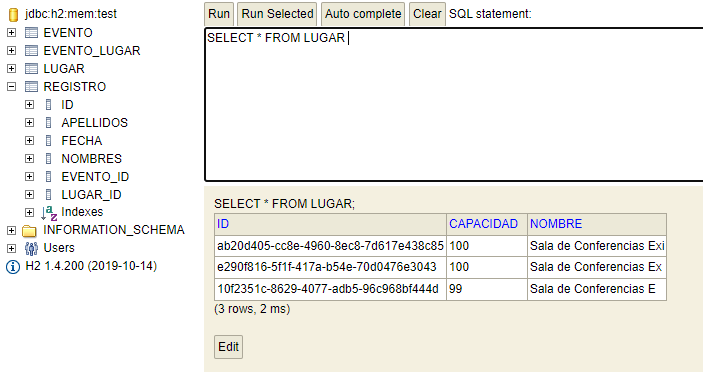 jdbc:h2:mem:test
EVENTO
EVENTO_LUGAR
LUGAR
REGISTRO
ID
APELLIDOS
FECHA
NOMBRES
EVENTO_ID
LUGAR_ID
Indexes
INFORMATION_SCHEMA
Users
H2 1.4.200 (2019-10-14)
Run Run Selected Auto complete Clear SQL statement:
SELECT * FROM LUGAR
SELECT * FROM LUGAR;
ID CAPACIDAD NOMBRE
ab20d405-cc8e-4960-8ec8-7d617e438c85 100 Sala de Conferencias Exi
e290f816-5f1f-417a-b54e-70d0476e3043 100 Sala de Conferencias Ex
10f2351c-8629-4077-adb5-96c968bf444d 99 Sala de Conferencias E
(3 rows, 2 ms)
Edit